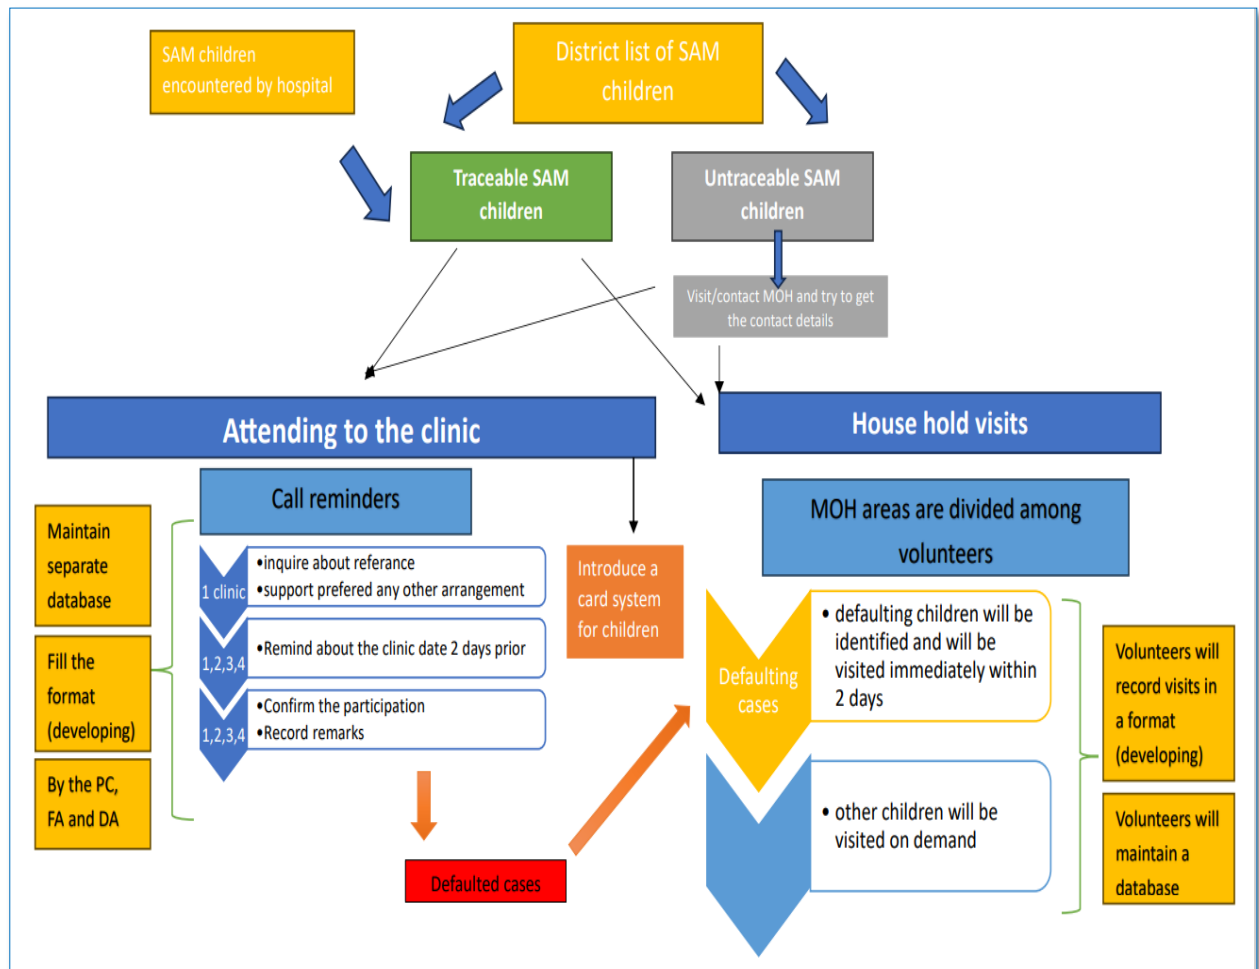 SAM children
encountered by hospital
District list of SAM
children
Traceable SAM
children
Untraceable SAM
children
Visit/contact MOH and try to get
the contact details
Attending to the clinic
House hold visits
Call reminders
MOH areas are divided among
volunteers
Maintain
separate
database
Fill the
format
(developing)
By the PC,
FA and DA
1 clinic
•inquire about referance
•support prefered any other arrangement
1,2,3,4
•Remind about the clinic date 2 days prior
1,2,3,4
•Confirm the participation
•Record remarks
Introduce a
card system
for children
Defaulted cases
Defaulting
cases
• defaulting children will be
identified and will be
visited immediately within
2 days
• other children will be
visited on demand
Volunteers will
record visits in
a format
(developing)
Volunteers will
maintain a
database